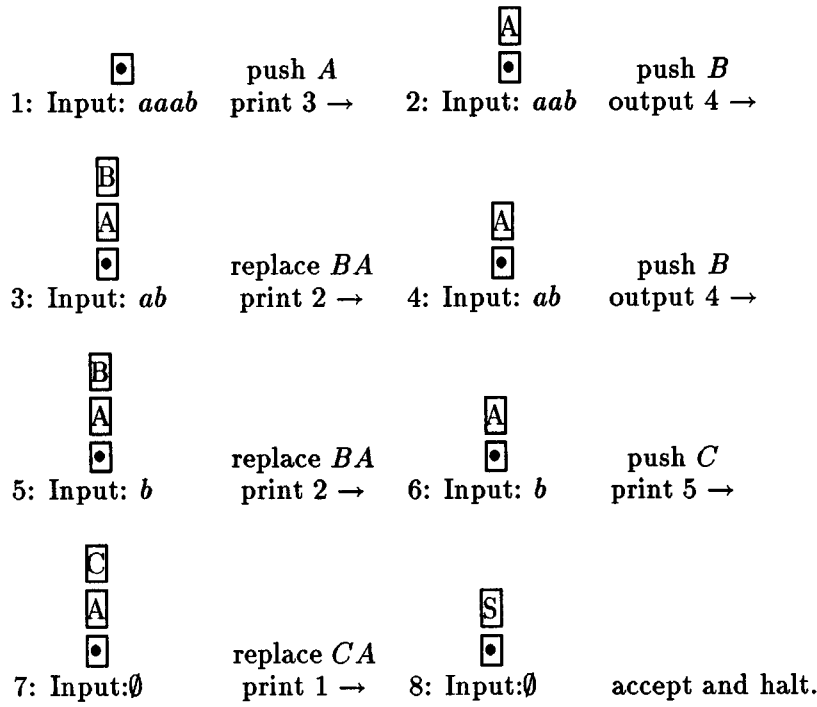 A
• push A • push B
1: Input: aaab print 3 → 2: Input: aab output 4 →
B
A A
• replace BA • push B
3: Input: ab print 2 → 4: Input: ab output 4 →
B
A A
• replace BA • push C
5: Input: b print 2 → 6: Input: b print 5 →
C
A S
• replace CA •
7: Input:∅ print 1 → 8: Input:∅ accept and halt.